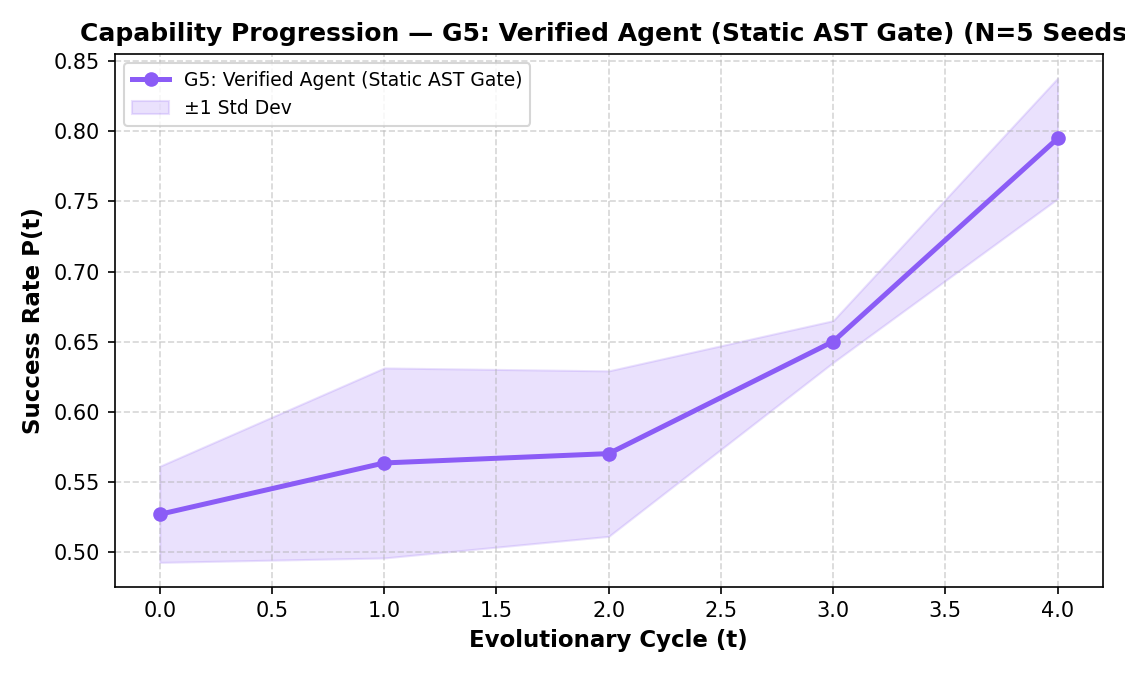 Capability Progression — G5: Verified Agent (Static AST Gate) (N=5 Seeds
G5: Verified Agent (Static AST Gate)
±1 Std Dev
Success Rate P(t)
0.85
0.80
0.75
0.70
0.65
0.60
0.55
0.50
0.0 0.5 1.0 1.5 2.0 2.5 3.0 3.5 4.0
Evolutionary Cycle (t)